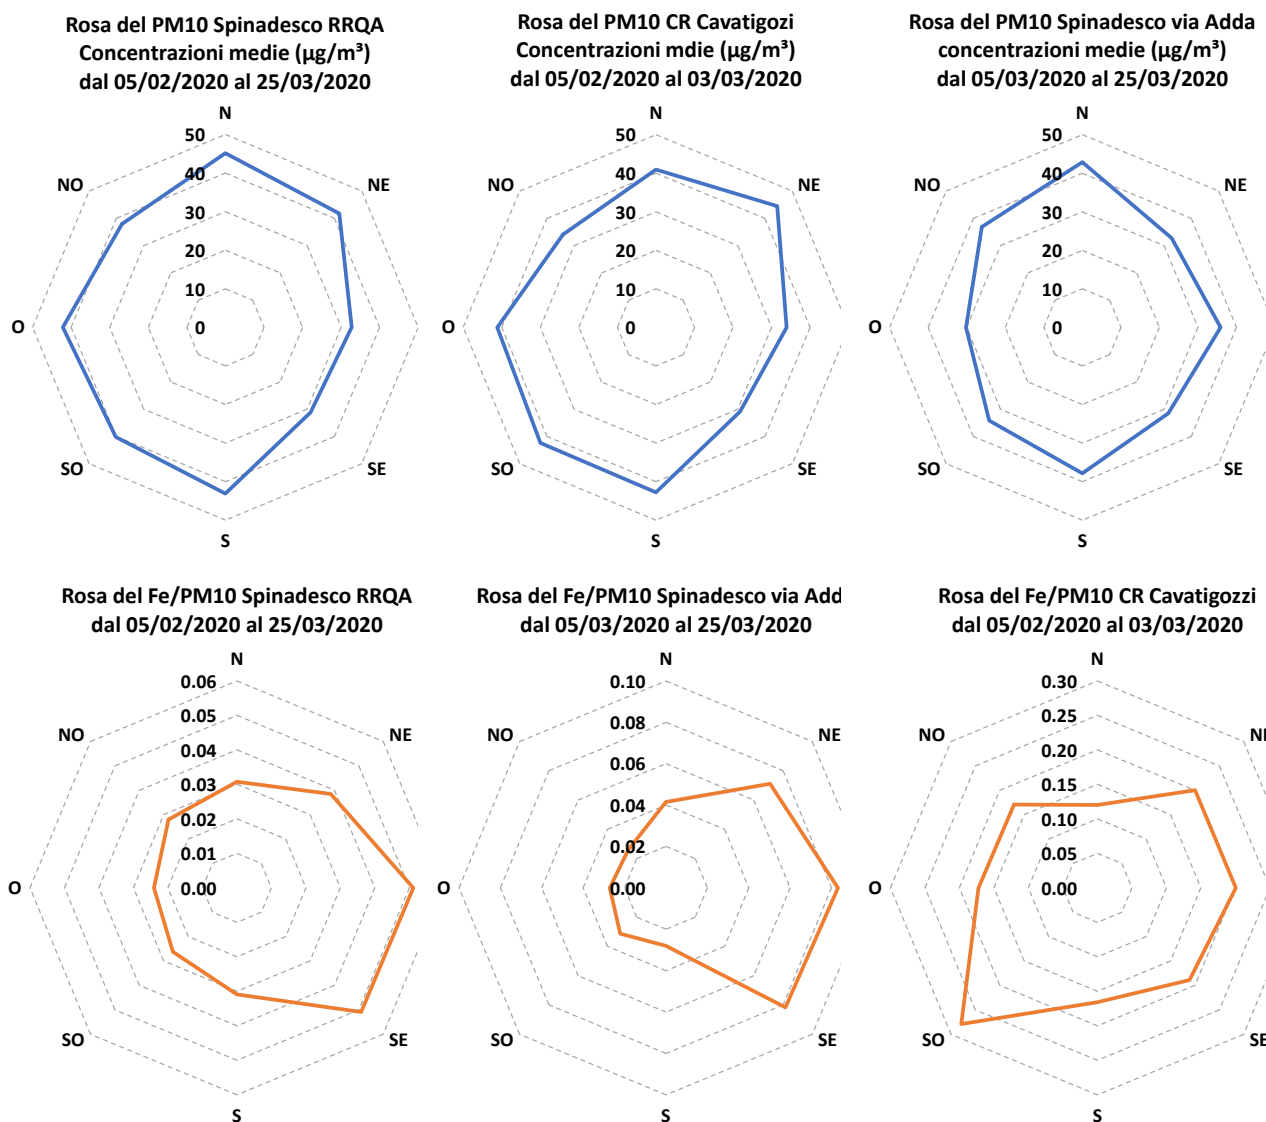 Rosa del PM10 Spinadesco RRQA
Concentrazioni medie (µg/m³)
dal 05/02/2020 al 25/03/2020
N
50
40
30
20
10
0
NO
NE
O
SO
SE
S
Rosa del PM10 CR Cavatigozi
Concentrazioni mdie (µg/m³)
dal 05/02/2020 al 03/03/2020
N
50
40
30
20
10
0
NO
NE
O
SO
SE
S
Rosa del PM10 Spinadesco via Adda
concentrazioni medie (µg/m³)
dal 05/03/2020 al 25/03/2020
N
50
40
30
20
10
0
NO
NE
O
SO
SE
S
Rosa del Fe/PM10 Spinadesco RRQA
dal 05/02/2020 al 25/03/2020
N
0.06
0.05
0.04
0.03
0.02
0.01
0.00
NO
NE
O
SO
SE
S
Rosa del Fe/PM10 Spinadesco via Add
dal 05/03/2020 al 25/03/2020
N
0.10
0.08
0.06
0.04
0.02
0.00
NO
NE
O
SO
SE
S
Rosa del Fe/PM10 CR Cavatigozzi
dal 05/02/2020 al 03/03/2020
N
0.30
0.25
0.20
0.15
0.10
0.05
0.00
NO
NE
O
SO
SE
S